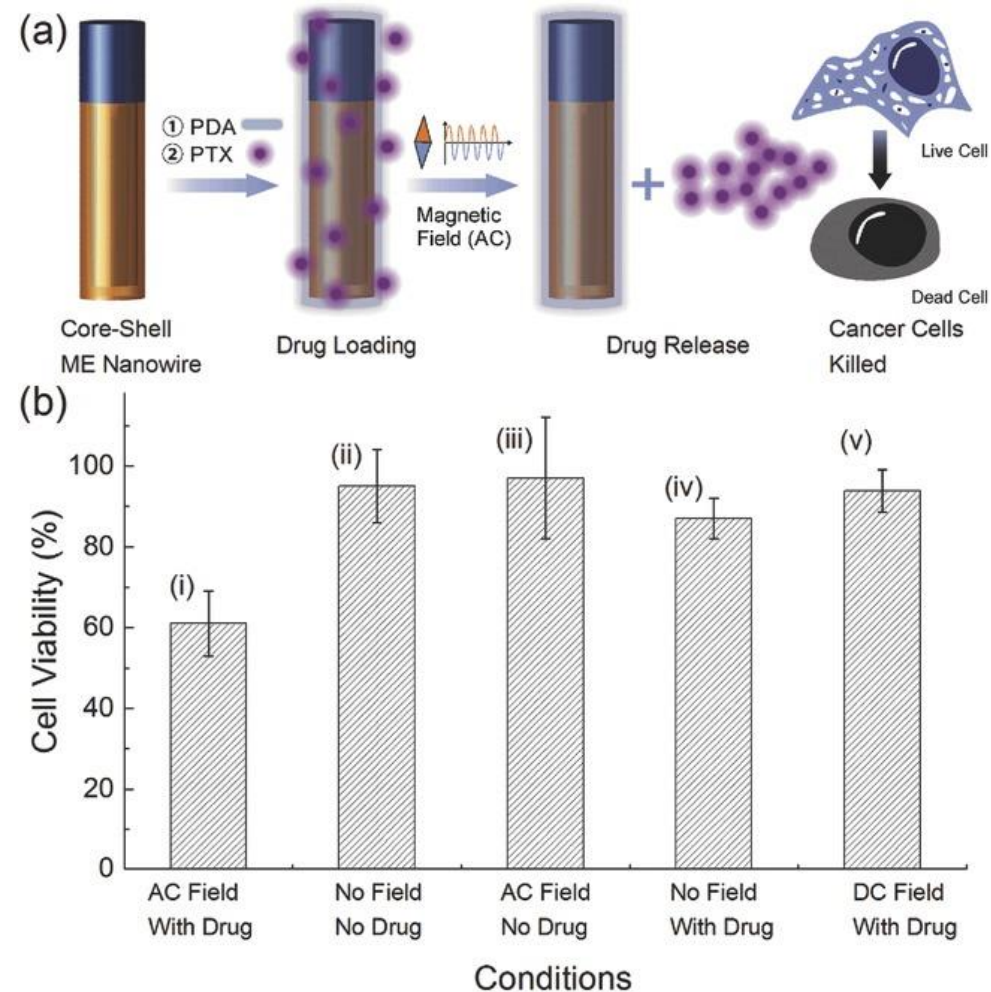 (a)
① PDA
② PTX
Magnetic
Field (AC)
Live Cell
Dead Cell
Core-Shell
ME Nanowire
Drug Loading
Drug Release
Cancer Cells
Killed
(b)
Cell Viability (%)
100
80
60
40
20
0
(i)
(ii)
(iii)
(iv)
(v)
AC Field
With Drug
No Field
No Drug
AC Field
No Drug
No Field
With Drug
DC Field
With Drug
Conditions